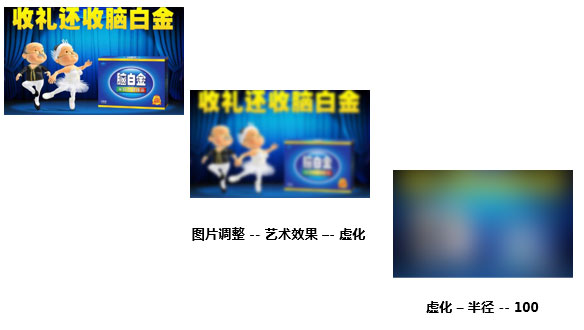 收礼还收脑白金
脑白金
收礼还收脑白金
脑白金
图片调整 -- 艺术效果 –- 虚化
虚化 – 半径 -- 100